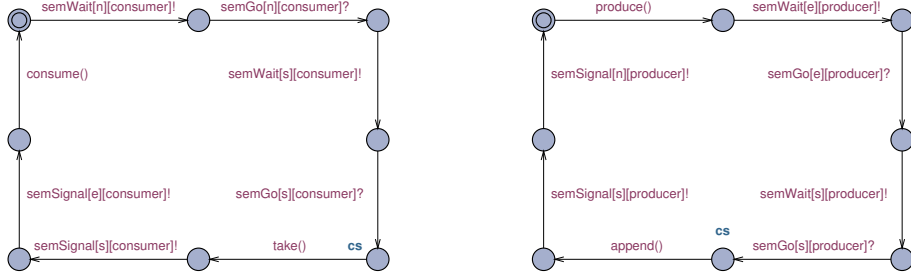 semWait[n][consumer]! semGo[n][consumer]?
semWait[s][consumer]!
consume()
semGo[s][consumer]?
semSignal[e][consumer]!
semSignal[s][consumer]! take() cs
produce() semWait[e][producer]!
semSignal[n][producer]! semGo[e][producer]?
semSignal[s][producer]! semWait[s][producer]!
cs
append() semGo[s][producer]?